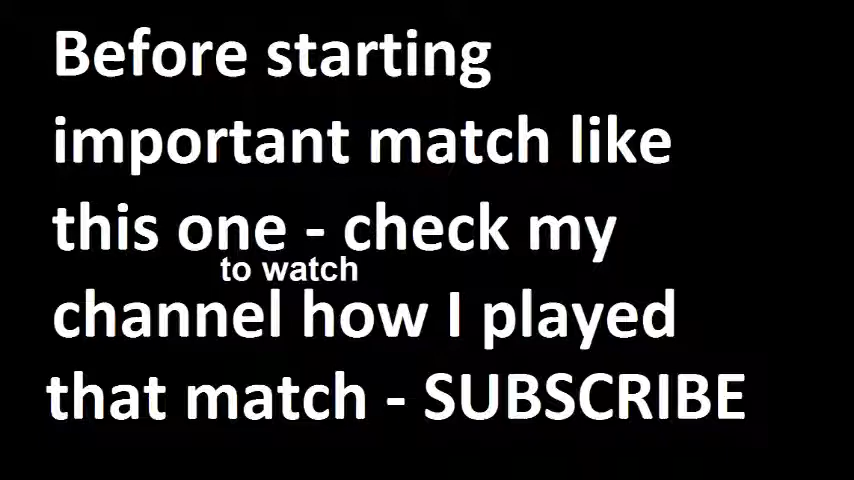 Before starting
important match like
this one - check my
to watch
channel how I played
that match - SUBSCRIBE